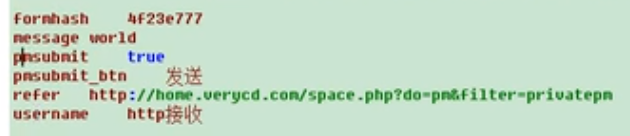 formhash    4f23e777
message world
pmsubmit    true
pmsubmit_btn    发送
refer   http://home.verycd.com/space.php?do=pm&filter=privatepm
username    http接收